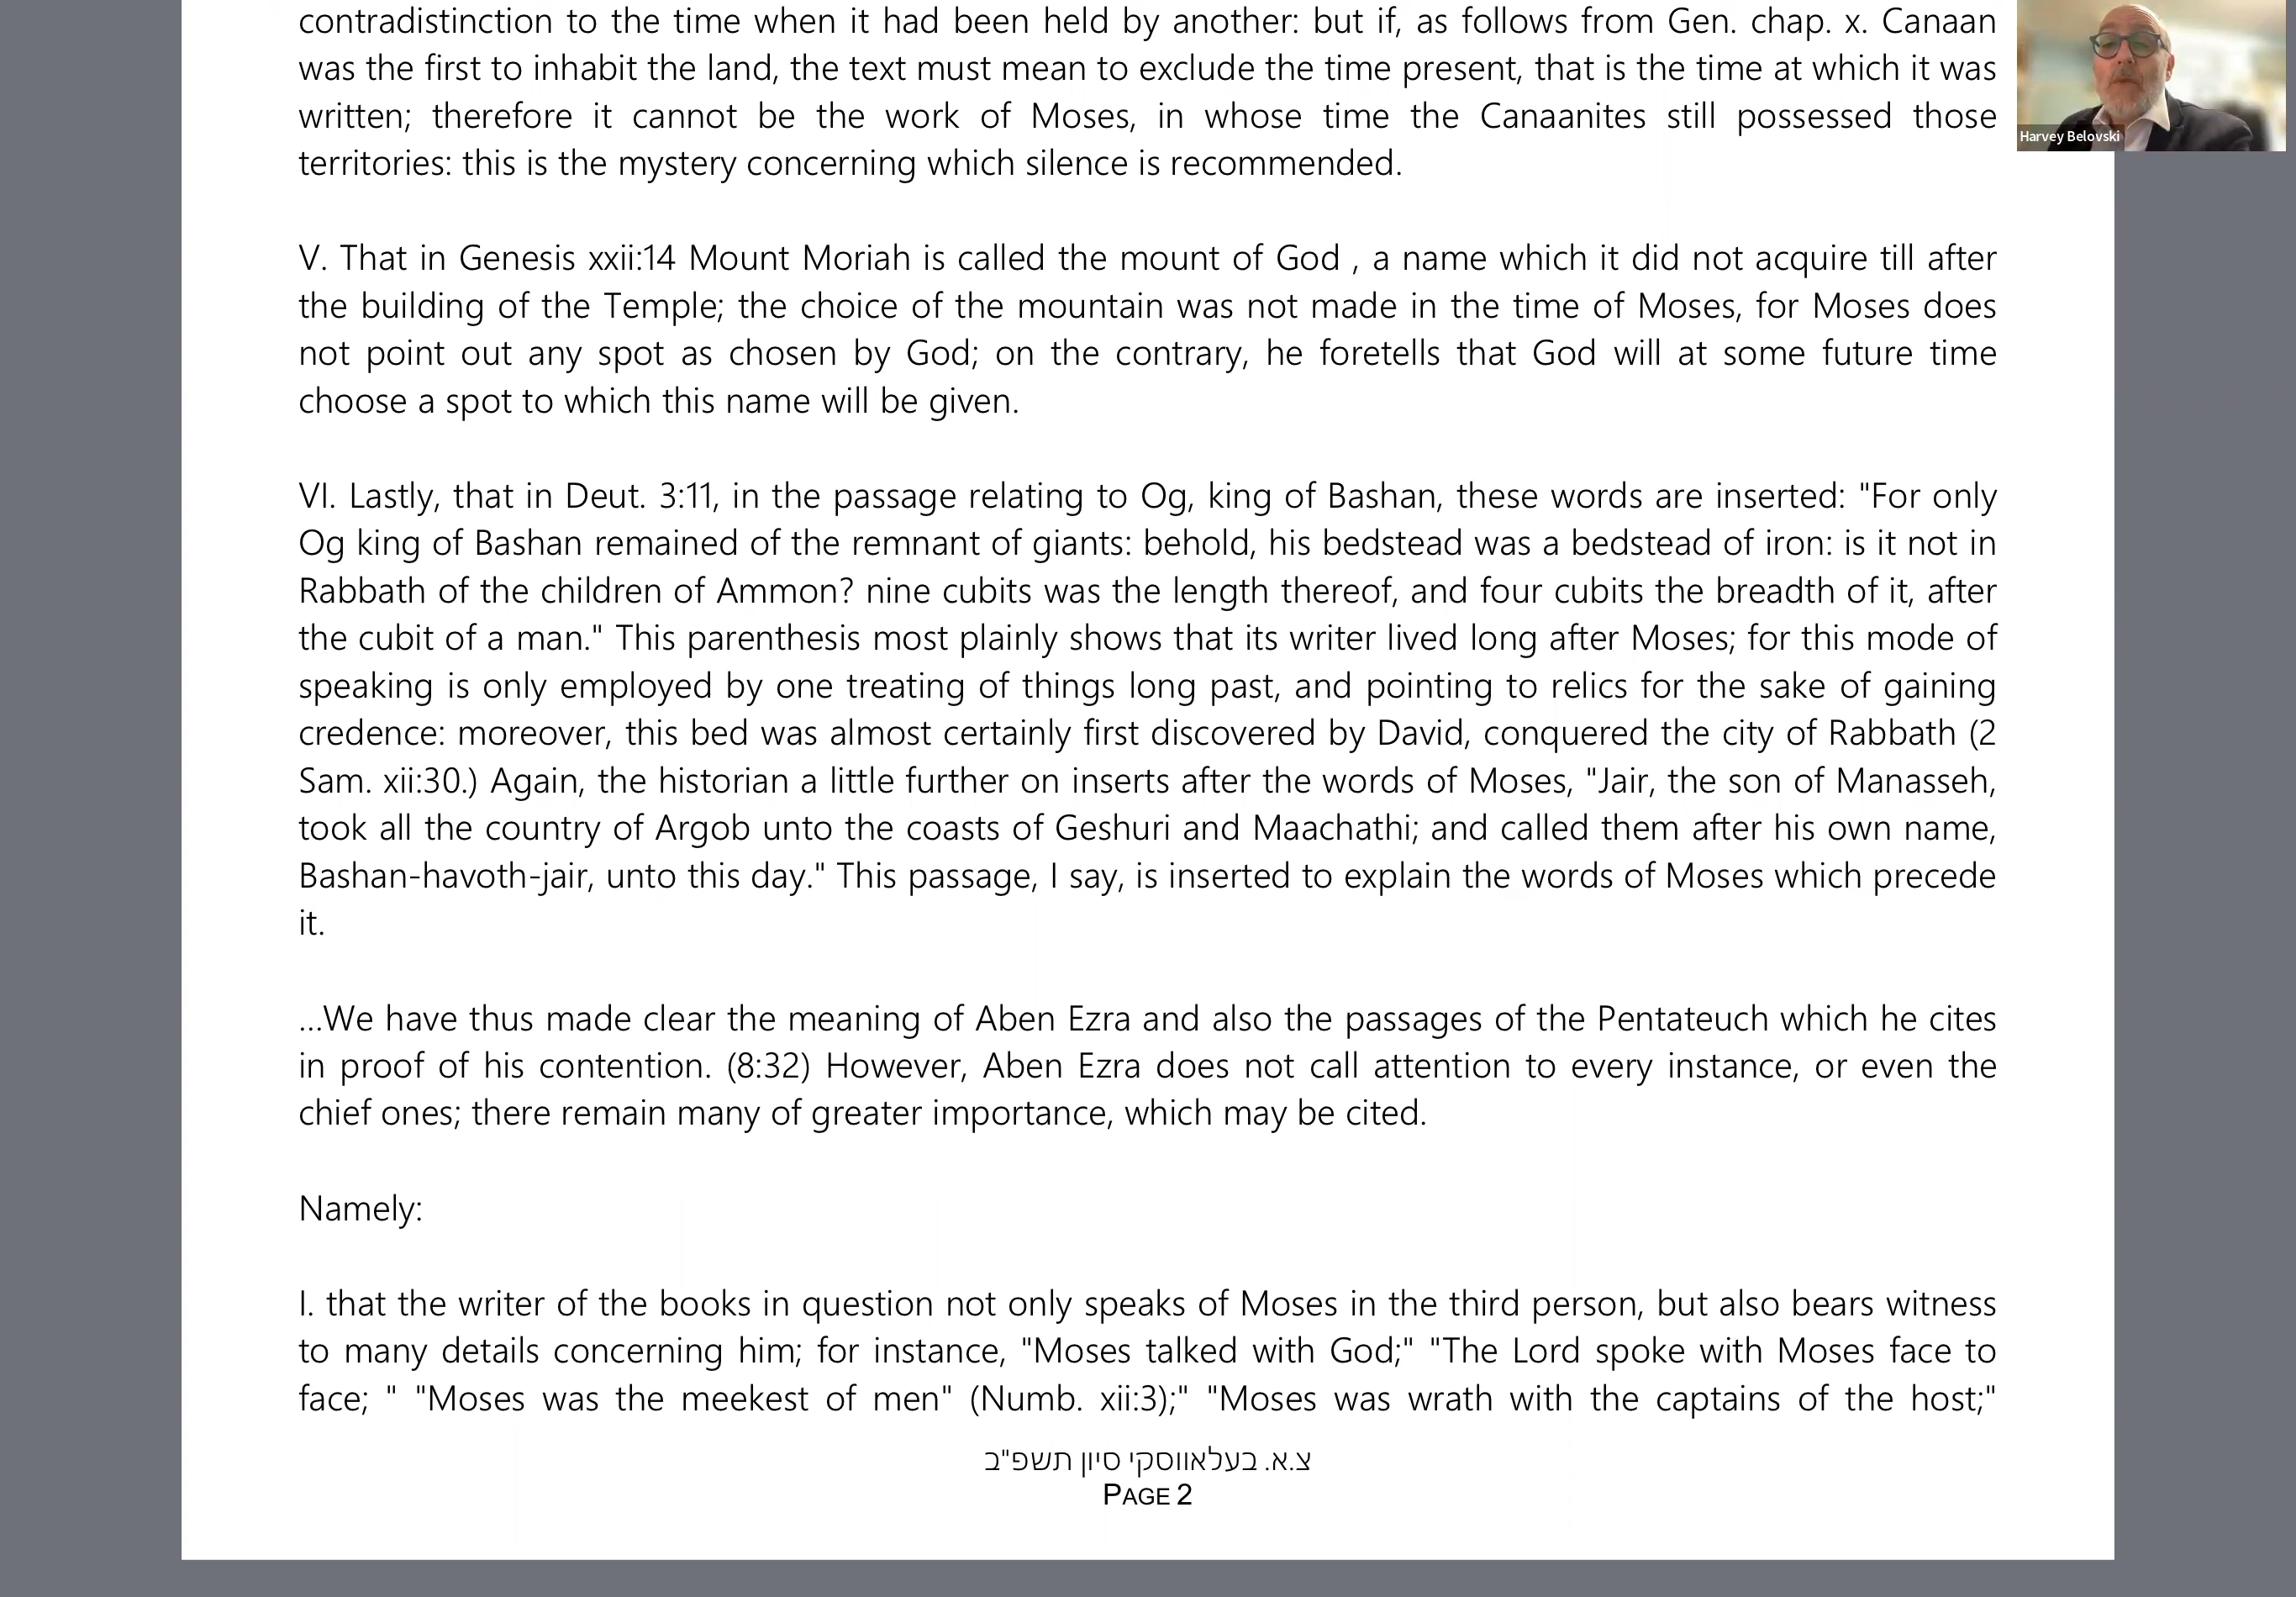 contradistinction to the time when it had been held by another: but if, as follows from Gen. chap. x. Canaan
was the first to inhabit the land, the text must mean to exclude the time present, that is the time at which it was
written; therefore it cannot be the work of Moses, in whose time the Canaanites still possessed those
territories: this is the mystery concerning which silence is recommended.
Harvey Belovski
V. That in Genesis xxii:14 Mount Moriah is called the mount of God , a name which it did not acquire till after
the building of the Temple; the choice of the mountain was not made in the time of Moses, for Moses does
not point out any spot as chosen by God; on the contrary, he foretells that God will at some future time
choose a spot to which this name will be given.
VI. Lastly, that in Deut. 3:11, in the passage relating to Og, king of Bashan, these words are inserted: "For only
Og king of Bashan remained of the remnant of giants: behold, his bedstead was a bedstead of iron: is it not in
Rabbath of the children of Ammon? nine cubits was the length thereof, and four cubits the breadth of it, after
the cubit of a man." This parenthesis most plainly shows that its writer lived long after Moses; for this mode of
speaking is only employed by one treating of things long past, and pointing to relics for the sake of gaining
credence: moreover, this bed was almost certainly first discovered by David, conquered the city of Rabbath (2
Sam. xii:30.) Again, the historian a little further on inserts after the words of Moses, "Jair, the son of Manasseh,
took all the country of Argob unto the coasts of Geshuri and Maachathi; and called them after his own name,
Bashan-havoth-jair, unto this day." This passage, I say, is inserted to explain the words of Moses which precede
it.
...We have thus made clear the meaning of Aben Ezra and also the passages of the Pentateuch which he cites
in proof of his contention. (8:32) However, Aben Ezra does not call attention to every instance, or even the
chief ones; there remain many of greater importance, which may be cited.
Namely:
I. that the writer of the books in question not only speaks of Moses in the third person, but also bears witness
to many details concerning him; for instance, "Moses talked with God;" "The Lord spoke with Moses face to
face; " "Moses was the meekest of men" (Numb. xii:3);" "Moses was wrath with the captains of the host;"
צ.א. בעלאווסקי סיון תשפ"ב
PAGE 2